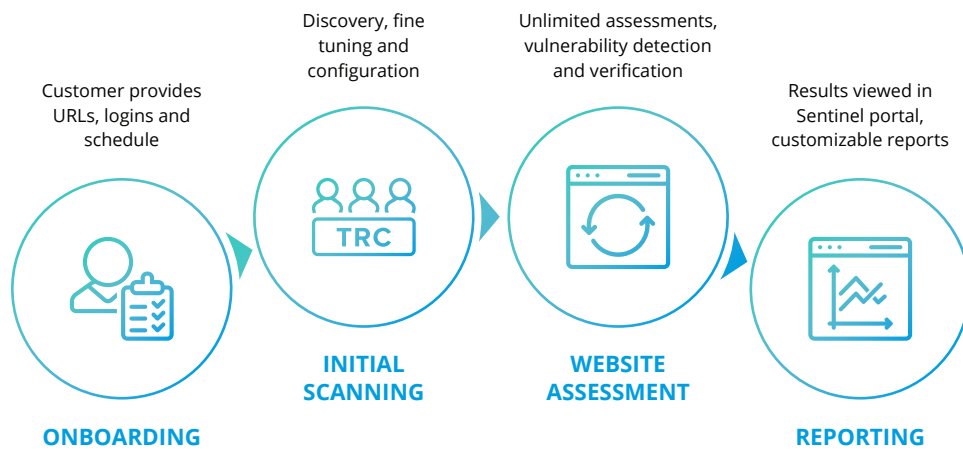 Customer provides
URLs, logins and
schedule
ONBOARDING
Discovery, fine
tuning and
configuration
TRC
INITIAL
SCANNING
Unlimited assessments,
vulnerability detection
and verification
WEBSITE
ASSESSMENT
Results viewed in
Sentinel portal,
customizable reports
REPORTING